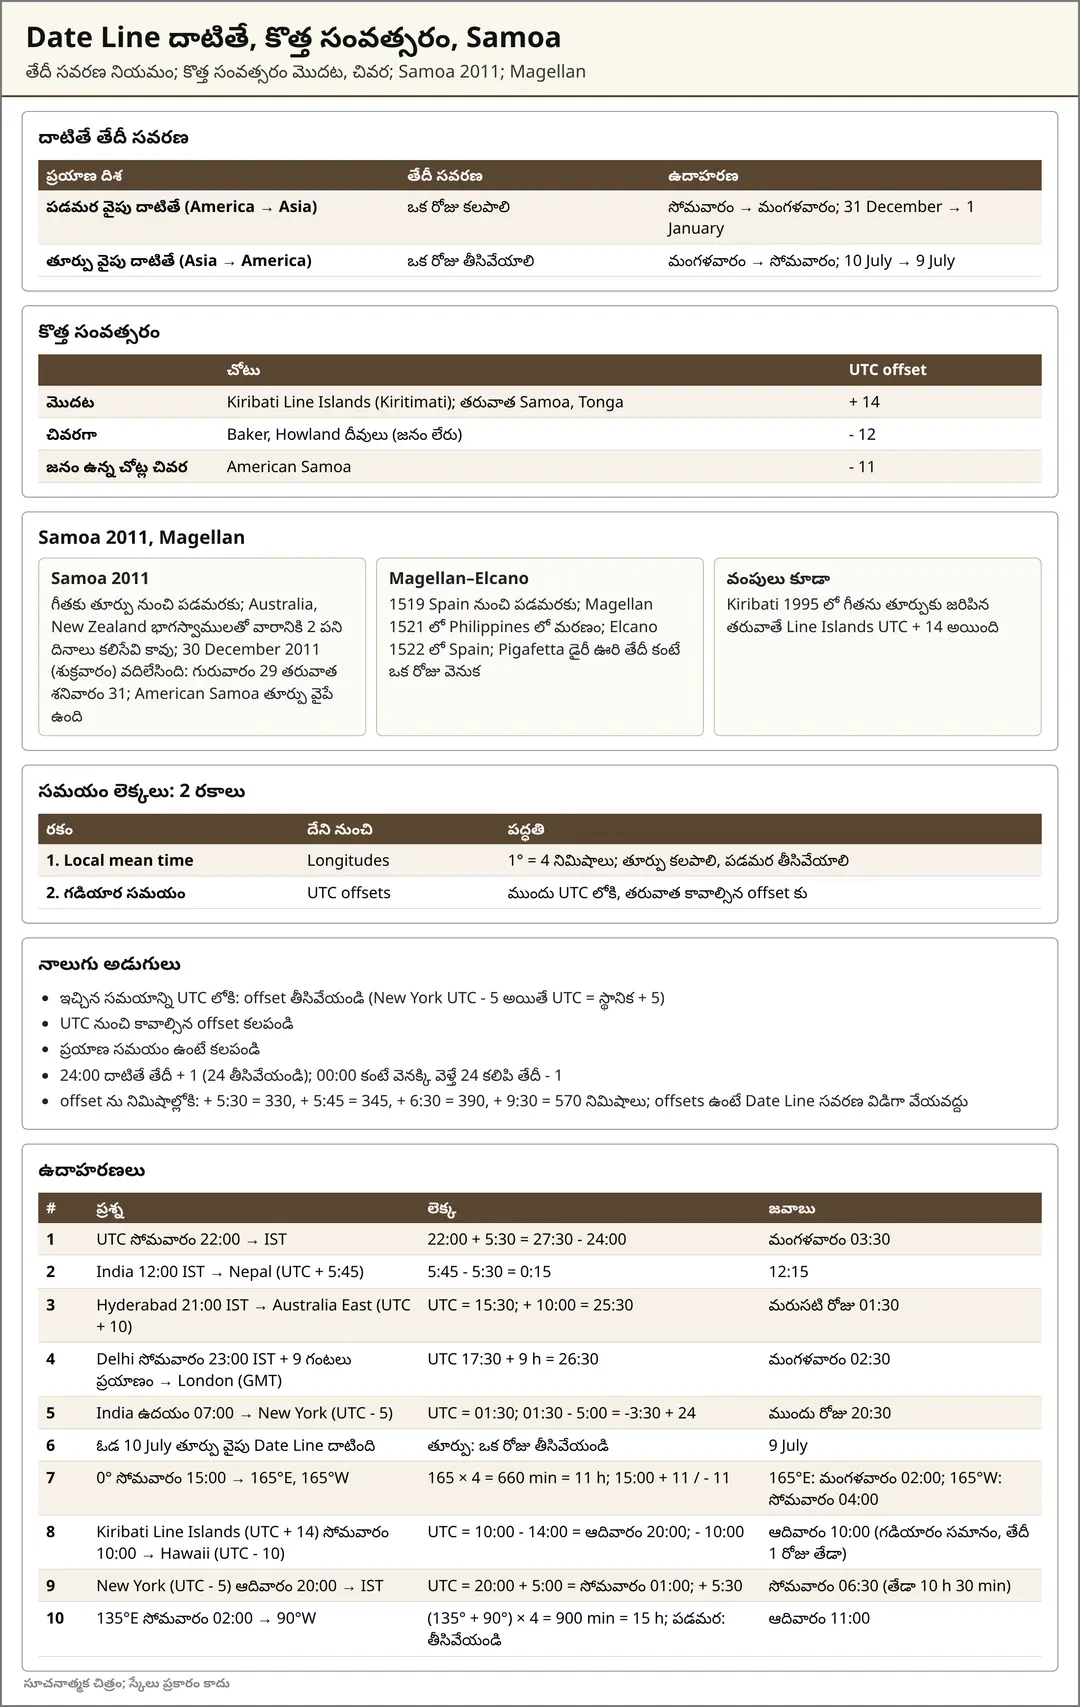 Date Line దాటితే, కొత్త సంవత్సరం, Samoa
తేదీ సవరణ నియమం; కొత్త సంవత్సరం మొదట, చివర; Samoa 2011; Magellan
దాటితే తేదీ సవరణ
ప్రయాణ దిశ తేదీ సవరణ ఉదాహరణ
పడమర వైపు దాటితే (America → Asia) ఒక రోజు కలపాలి సోమవారం → మంగళవారం; 31 December → 1
January
తూర్పు వైపు దాటితే (Asia → America) ఒక రోజు తీసివేయాలి మంగళవారం → సోమవారం; 10 July → 9 July
కొత్త సంవత్సరం
చోటు UTC offset
మొదట Kiribati Line Islands (Kiritimati); తరువాత Samoa, Tonga + 14
చివరగా Baker, Howland దీవులు (జనం లేరు) - 12
జనం ఉన్న చోట్ల చివర American Samoa - 11
Samoa 2011, Magellan
Samoa 2011
గీతకు తూర్పు నుంచి పడమరకు; Australia,
New Zealand భాగస్వాములతో వారానికి 2 పని
దినాలు కలిసేవి కావు; 30 December 2011
(శుక్రవారం) వదిలేసింది: గురువారం 29 తరువాత
శనివారం 31; American Samoa తూర్పు వైపే
ఉంది
Magellan–Elcano
1519 Spain నుంచి పడమరకు; Magellan
1521 లో Philippines లో మరణం; Elcano
1522 లో Spain; Pigafetta డైరీ ఊరి తేదీ కంటే
ఒక రోజు వెనుక
వంపులు కూడా
Kiribati 1995 లో గీతను తూర్పుకు జరిపిన
తరువాతే Line Islands UTC + 14 అయింది
సమయం లెక్కలు: 2 రకాలు
రకం దేని నుంచి పద్ధతి
1. Local mean time Longitudes 1° = 4 నిమిషాలు; తూర్పు కలపాలి, పడమర తీసివేయాలి
2. గడియార సమయం UTC offsets ముందు UTC లోకి, తరువాత కావాల్సిన offset కు
నాలుగు అడుగులు
• ఇచ్చిన సమయాన్ని UTC లోకి: offset తీసివేయండి (New York UTC - 5 అయితే UTC = స్థానిక + 5)
• UTC నుంచి కావాల్సిన offset కలపండి
• ప్రయాణ సమయం ఉంటే కలపండి
• 24:00 దాటితే తేదీ + 1 (24 తీసివేయండి); 00:00 కంటే వెనక్కి వెళ్తే 24 కలిపి తేదీ - 1
• offset ను నిమిషాల్లోకి: + 5:30 = 330, + 5:45 = 345, + 6:30 = 390, + 9:30 = 570 నిమిషాలు; offsets ఉంటే Date Line సవరణ విడిగా వేయవద్దు
ఉదాహరణలు
# ప్రశ్న లెక్క జవాబు
1 UTC సోమవారం 22:00 → IST 22:00 + 5:30 = 27:30 - 24:00 మంగళవారం 03:30
2 India 12:00 IST → Nepal (UTC + 5:45) 5:45 - 5:30 = 0:15 12:15
3 Hyderabad 21:00 IST → Australia East (UTC UTC = 15:30; + 10:00 = 25:30 మరుసటి రోజు 01:30
+ 10)
4 Delhi సోమవారం 23:00 IST + 9 గంటలు UTC 17:30 + 9 h = 26:30 మంగళవారం 02:30
ప్రయాణం → London (GMT)
5 India ఉదయం 07:00 → New York (UTC - 5) UTC = 01:30; 01:30 - 5:00 = -3:30 + 24 ముందు రోజు 20:30
6 ఓడ 10 July తూర్పు వైపు Date Line దాటింది తూర్పు: ఒక రోజు తీసివేయండి 9 July
7 0° సోమవారం 15:00 → 165°E, 165°W 165 × 4 = 660 min = 11 h; 15:00 + 11 / - 11 165°E: మంగళవారం 02:00; 165°W:
సోమవారం 04:00
8 Kiribati Line Islands (UTC + 14) సోమవారం UTC = 10:00 - 14:00 = ఆదివారం 20:00; - 10:00 ఆదివారం 10:00 (గడియారం సమానం, తేదీ
10:00 → Hawaii (UTC - 10) 1 రోజు తేడా)
9 New York (UTC - 5) ఆదివారం 20:00 → IST UTC = 20:00 + 5:00 = సోమవారం 01:00; + 5:30 సోమవారం 06:30 (తేడా 10 h 30 min)
10 135°E సోమవారం 02:00 → 90°W (135° + 90°) × 4 = 900 min = 15 h; పడమర: ఆదివారం 11:00
తీసివేయండి
సూచనాత్మక చిత్రం; స్కేలు ప్రకారం కాదు